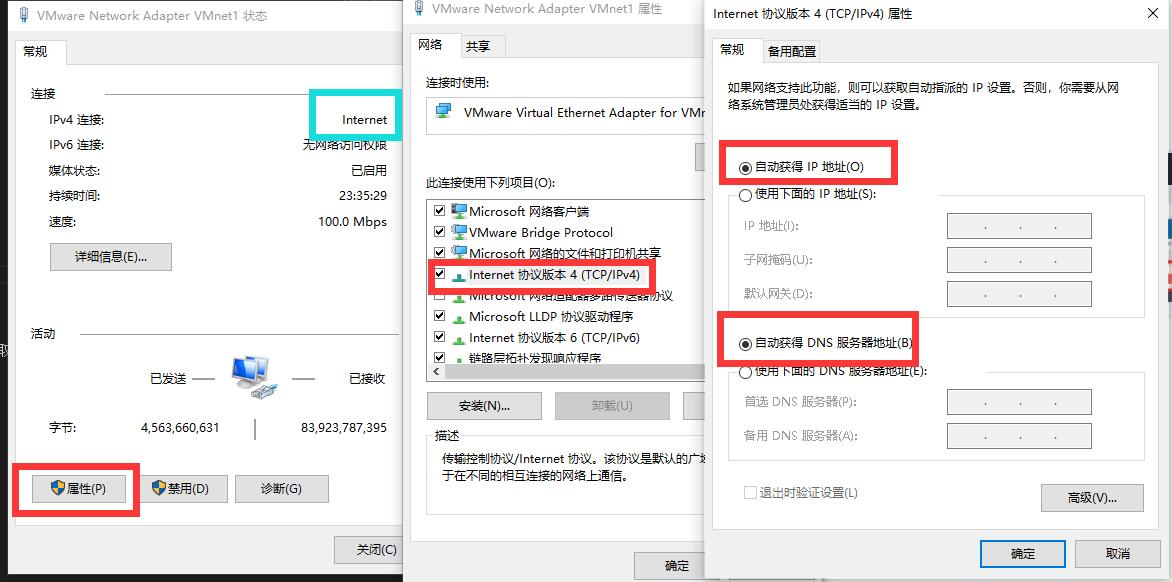 VMware Network Adapter VMnet1 状态
常规
连接
IPv4 连接:
Internet
IPv6 连接:
无网络访问权限
媒体状态:
已启用
持续时间:
23:35:29
速度:
100.0 Mbps
详细信息(E)...
活动
已发送
已接收
字节:
4,563,660,631
83,923,787,395
属性(P)
禁用(D)
诊断(G)
关闭(C)
VMware Network Adapter VMnet1 属性
网络
共享
连接时使用:
VMware Virtual Ethernet Adapter for VMr
此连接使用下列项目(O):
Microsoft 网络客户端
VMware Bridge Protocol
Microsoft 网络的文件和打印机共享
Internet 协议版本 4 (TCP/IPv4)
Microsoft 网络适配器多路传送器协议
Microsoft LLDP 协议驱动程序
Internet 协议版本 6 (TCP/IPv6)
链路层拓扑发现响应程序
安装(N)...
卸载(U)
描述
传输控制协议/Internet 协议。该协议是默认的广
于在不同的相互连接的网络上通信。
确定
Internet 协议版本 4 (TCP/IPv4) 属性
常规
备用配置
如果网络支持此功能，则可以获取自动指派的 IP 设置。否则，你需要从网
络系统管理员处获得适当的 IP 设置。
自动获得 IP 地址(O)
使用下面的 IP 地址(S):
IP 地址(I):
子网掩码(U):
默认网关(D):
自动获得 DNS 服务器地址(B)
使用下面的 DNS 服务器地址(E):
首选 DNS 服务器(P):
备用 DNS 服务器(A):
退出时验证设置(L)
高级(V)...
确定
取消